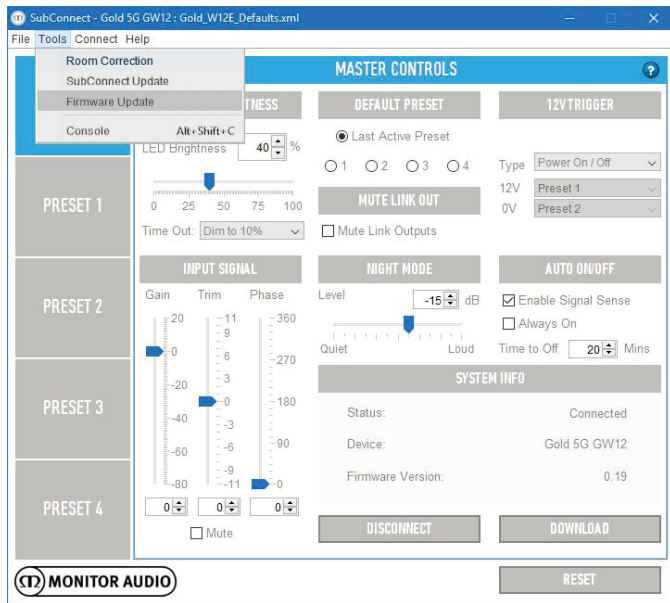 SubConnect - Gold 5G GW12 : Gold_W12E_Defaults.xml
File Tools Connect Help
Room Correction
SubConnect Update
Firmware Update
Console Alt+Shift+C
MASTER CONTROLS
?
TNESS
LED Brightness 40 %
0 25 50 75 100
Time Out: Dim to 10%
DEFAULT PRESET
Last Active Preset
1 2 3 4
MUTE LINK OUT
Mute Link Outputs
12V TRIGGER
Type Power On / Off
12V Preset 1
0V Preset 2
PRESET 1
PRESET 2
PRESET 3
PRESET 4
INPUT SIGNAL
Gain Trim Phase
20 11 360
9
0 6 270
-20 3
0 180
-40 -3
-6 90
-60 -9
-80 -11 0
0 0 0
Mute
NIGHT MODE
Level -15 dB
Quiet Loud
AUTO ON/OFF
Enable Signal Sense
Always On
Time to Off 20 Mins
SYSTEM INFO
Status: Connected
Device: Gold 5G GW12
Firmware Version: 0.19
DISCONNECT DOWNLOAD
MONITOR AUDIO
RESET